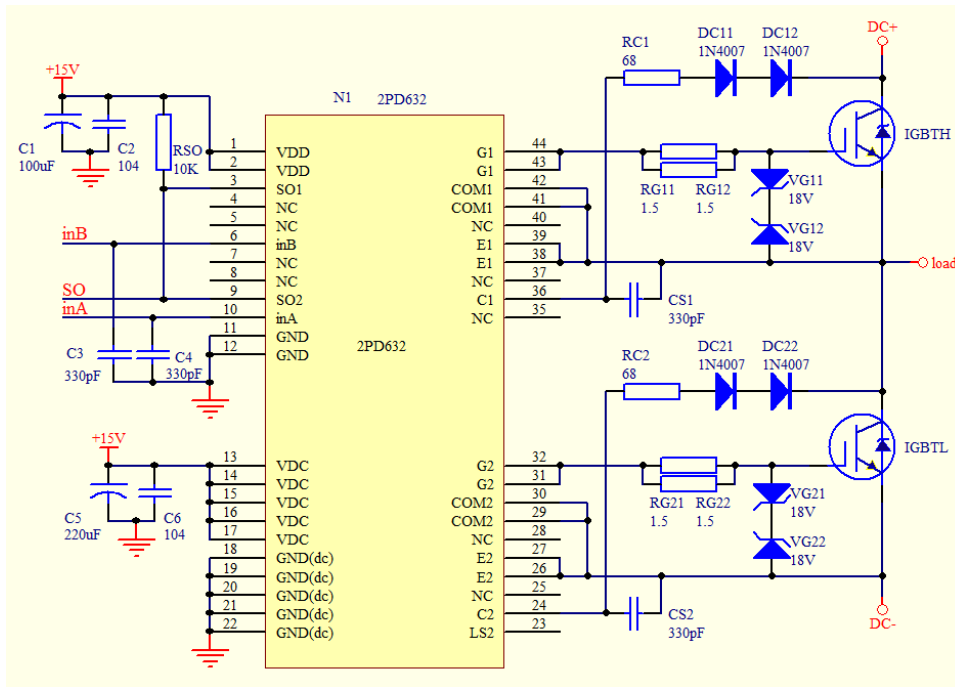 DC+
RC1
68
DC11
1N4007
DC12
1N4007
+15V
N1 2PD632
IGBTH
C1
100uF
C2
104
RSO
10K
1 VDD
2 VDD
3 SO1
4 NC
5 NC
inB
6 inB
7 NC
8 NC
SO
9 SO2
inA
10 inA
11 GND
12 GND
2PD632
C3
330pF
C4
330pF
G1 44
G1 43
COM1 42
COM1 41
NC 40
E1 39
E1 38
NC 37
C1 36
NC 35
RG11
1.5
RG12
1.5
VG11
18V
VG12
18V
load
CS1
330pF
RC2
68
DC21
1N4007
DC22
1N4007
IGBTL
+15V
C5
220uF
C6
104
13 VDC
14 VDC
15 VDC
16 VDC
17 VDC
18 GND(dc)
19 GND(dc)
20 GND(dc)
21 GND(dc)
22 GND(dc)
G2 32
G2 31
COM2 30
COM2 29
NC 28
E2 27
E2 26
NC 25
C2 24
LS2 23
RG21
1.5
RG22
1.5
VG21
18V
VG22
18V
CS2
330pF
DC-